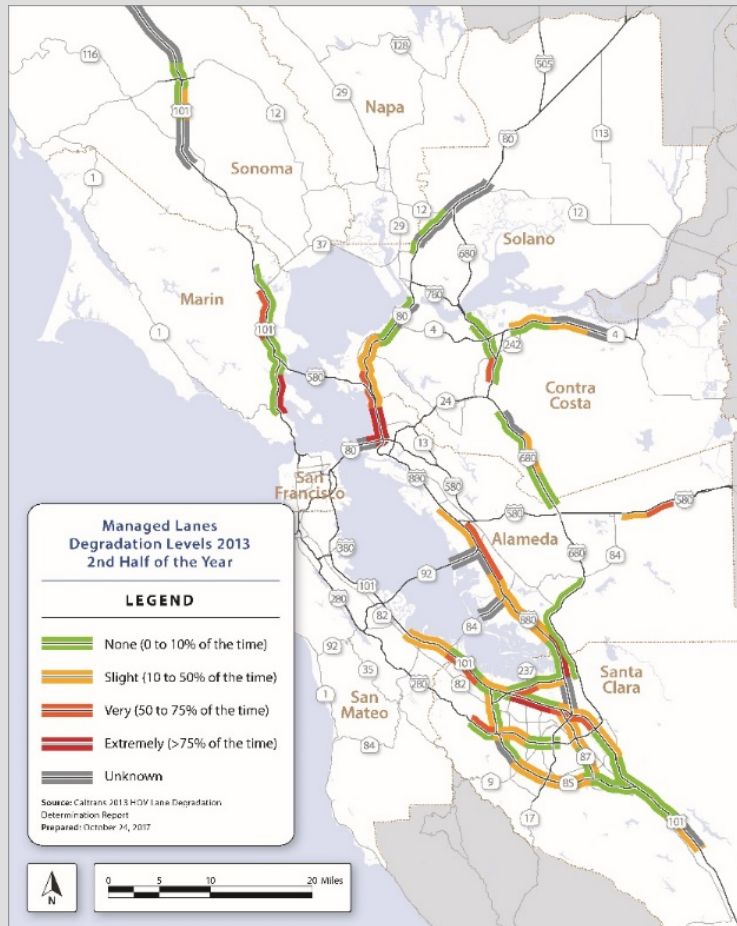 116
128
505
29
Napa
101
12
80
113
Sonoma
1
12
29
12
37
Solano
680
Marin
780
80
4
4
101
242
1
580
Contra
Costa
24
13
80
680
San
Francisco
880
580
580
580
Alameda
380
92
680
84
101
280
82
84
880
92
237
Santa
Clara
101
35
280
82
1
San
Mateo
84
87
9
85
17
101
Managed Lanes
Degradation Levels 2013
2nd Half of the Year
LEGEND
None (0 to 10% of the time)
Slight (10 to 50% of the time)
Very (50 to 75% of the time)
Extremely (>75% of the time)
Unknown
Source: Caltrans 2013 HOV Lane Degradation
Determination Report
Prepared: October 24, 2017
N
0 5 10 20 Miles